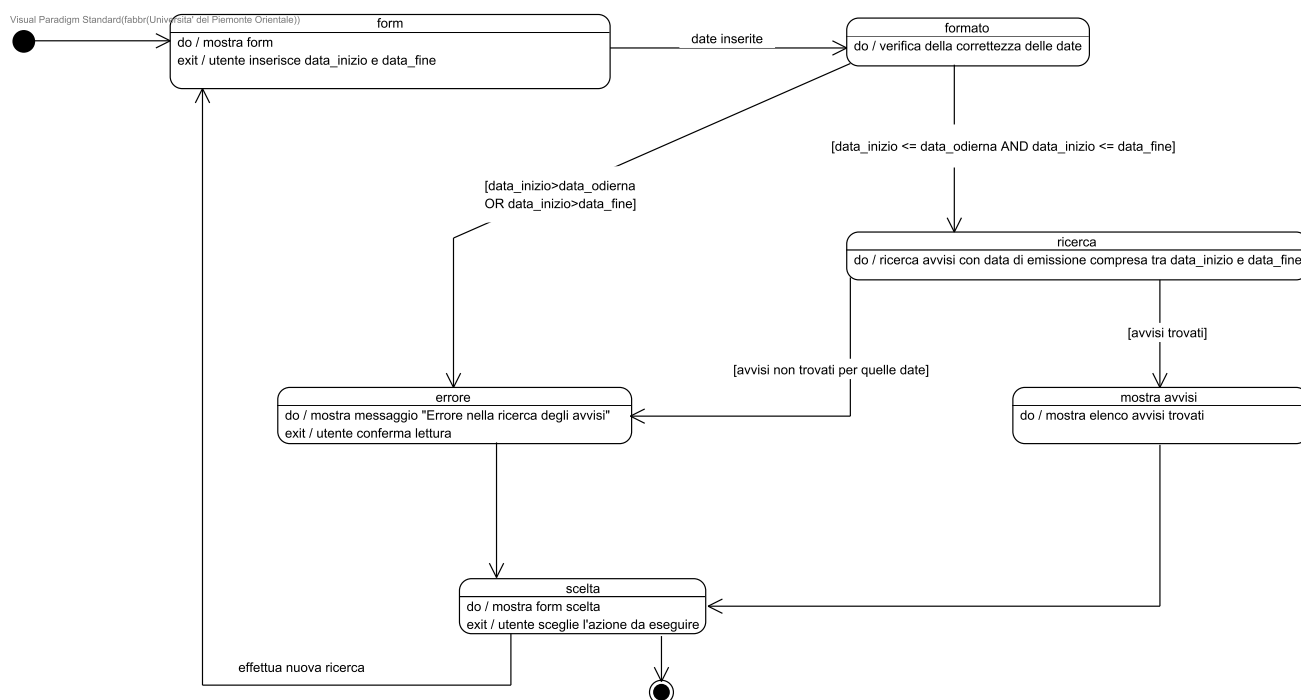 Visual Paradigm Standard(fabbr(Universita' del Piemonte Orientale))
form
do / mostra form
exit / utente inserisce data_inizio e data_fine
date inserite
formato
do / verifica della correttezza delle date
[data_inizio <= data_odierna AND data_inizio <= data_fine]
[data_inizio>data_odierna
OR data_inizio>data_fine]
ricerca
do / ricerca avvisi con data di emissione compresa tra data_inizio e data_fine
[avvisi trovati]
[avvisi non trovati per quelle date]
errore
do / mostra messaggio "Errore nella ricerca degli avvisi"
exit / utente conferma lettura
mostra avvisi
do / mostra elenco avvisi trovati
scelta
do / mostra form scelta
exit / utente sceglie l'azione da eseguire
effettua nuova ricerca